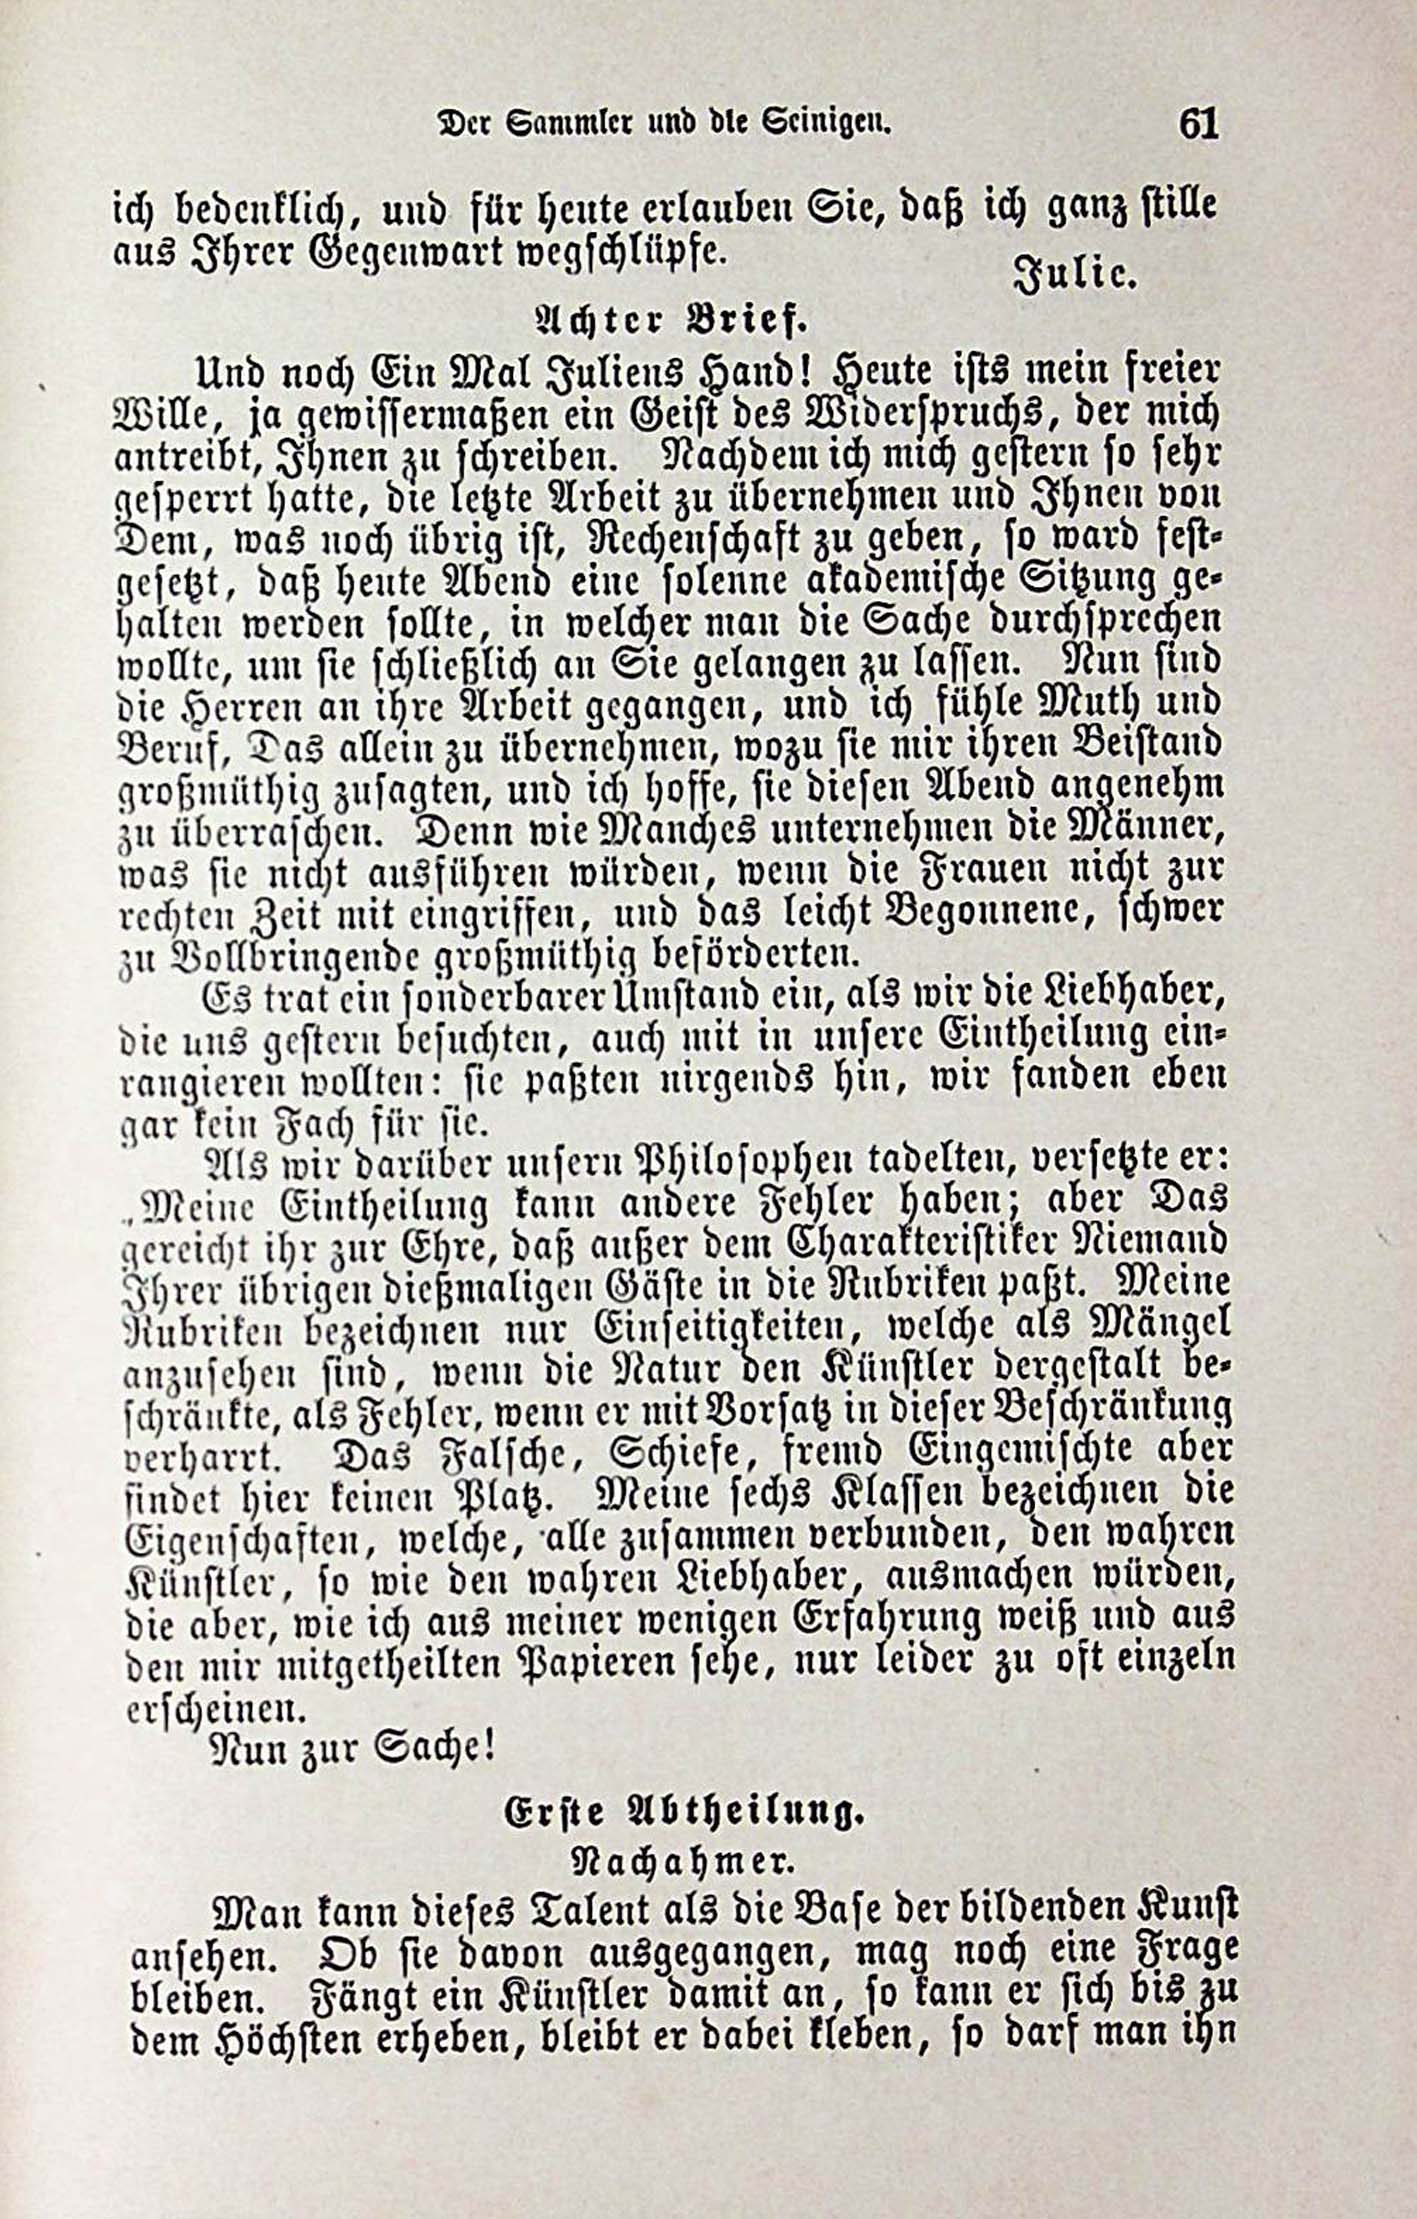 Der Sammler und die Seinigen. 61
ich bedenklich, und für heute erlauben Sie, daß ich ganz stille
aus Ihrer Gegenwart wegschlüpfe.
Julie.
Achter Brief.
Und noch Ein Mal Juliens Hand! Heute ists mein freier
Wille, ja gewissermaßen ein Geist des Widerspruchs, der mich
antreibt, Ihnen zu schreiben. Nachdem ich mich gestern so sehr
gesperrt hatte, die letzte Arbeit zu übernehmen und Ihnen von
Dem, was noch übrig ist, Rechenschaft zu geben, so ward fest-
gesetzt, daß heute Abend eine solenne akademische Sitzung ge-
halten werden sollte, in welcher man die Sache durchsprechen
wollte, um sie schließlich an Sie gelangen zu lassen. Nun sind
die Herren an ihre Arbeit gegangen, und ich fühle Muth und
Beruf, Das allein zu übernehmen, wozu sie mir ihren Beistand
großmüthig zusagten, und ich hoffe, sie diesen Abend angenehm
zu überraschen. Denn wie Manches unternehmen die Männer,
was sie nicht ausführen würden, wenn die Frauen nicht zur
rechten Zeit mit eingriffen, und das leicht Begonnene, schwer
zu Vollbringende großmüthig beförderten.
Es trat ein sonderbarer Umstand ein, als wir die Liebhaber,
die uns gestern besuchten, auch mit in unsere Eintheilung ein-
rangieren wollten: sie paßten nirgends hin, wir fanden eben
gar kein Fach für sie.
Als wir darüber unsern Philosophen tadelten, versetzte er:
„Meine Eintheilung kann andere Fehler haben; aber Das
gereicht ihr zur Ehre, daß außer dem Charakteristiker Niemand
Ihrer übrigen dießmaligen Gäste in die Rubriken paßt. Meine
Rubriken bezeichnen nur Einseitigkeiten, welche als Mängel
anzusehen sind, wenn die Natur den Künstler dergestalt be-
schränkte, als Fehler, wenn er mit Vorsatz in dieser Beschränkung
verharrt. Das Falsche, Schiefe, fremd Eingemischte aber
findet hier keinen Platz. Meine sechs Klassen bezeichnen die
Eigenschaften, welche, alle zusammen verbunden, den wahren
Künstler, so wie den wahren Liebhaber, ausmachen würden,
die aber, wie ich aus meiner wenigen Erfahrung weiß und aus
den mir mitgetheilten Papieren sehe, nur leider zu oft einzeln
erscheinen.
Nun zur Sache!
Erste Abtheilung.
Nachahmer.
Man kann dieses Talent als die Base der bildenden Kunst
ansehen. Ob sie davon ausgegangen, mag noch eine Frage
bleiben. Fängt ein Künstler damit an, so kann er sich bis zu
dem Höchsten erheben, bleibt er dabei kleben, so darf man ihn